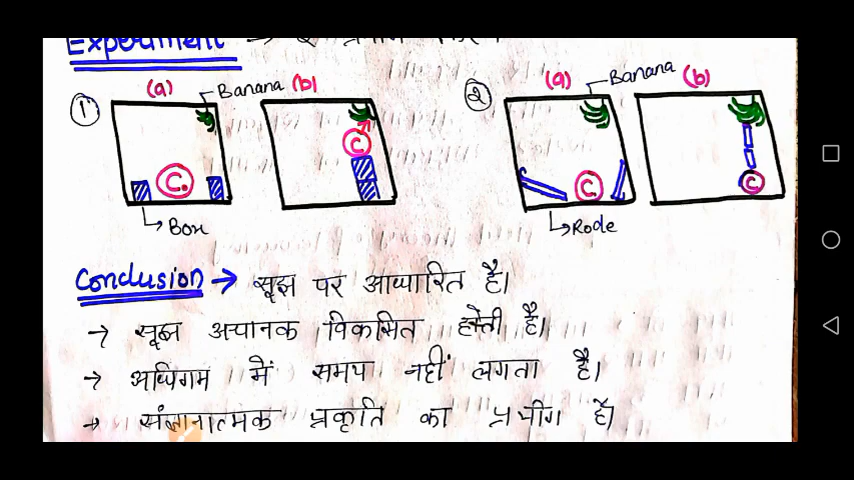 Experiment →
① (a) Banana (b) ② (a) Banana (b)
C. C C. C
Box Rode
Conclusion → सूझ पर आधारित है।
→ सूझ अचानक विकसित होती है।
→ अधिगम में समय नहीं लगता है।
→ संज्ञानात्मक प्रकृति का प्रयोग है।